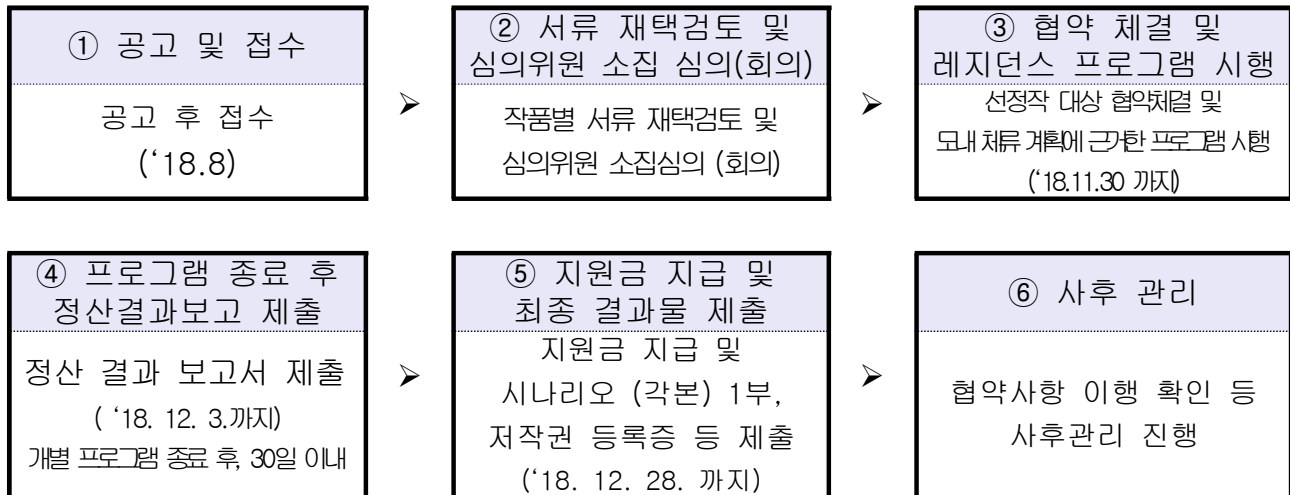 ① 공고 및 접수
공고 후 접수
(‘18.8)
➢
② 서류 재택검토 및
심의위원 소집 심의(회의)
작품별 서류 재택검토 및
심의위원 소집심의 (회의)
➢
③ 협약 체결 및
레지던스 프로그램 시행
선정작 대상 협약체결 및
도내 체류 계획에 근거한 프로그램 시행
(‘18.11.30 까지)
④ 프로그램 종료 후
정산결과보고 제출
정산 결과 보고서 제출
( ‘18. 12. 3.까지)
개별 프로그램 종료 후, 30일 이내
➢
⑤ 지원금 지급 및
최종 결과물 제출
지원금 지급 및
시나리오 (각본) 1부,
저작권 등록증 등 제출
(‘18. 12. 28. 까지)
➢
⑥ 사후 관리
협약사항 이행 확인 등
사후관리 진행